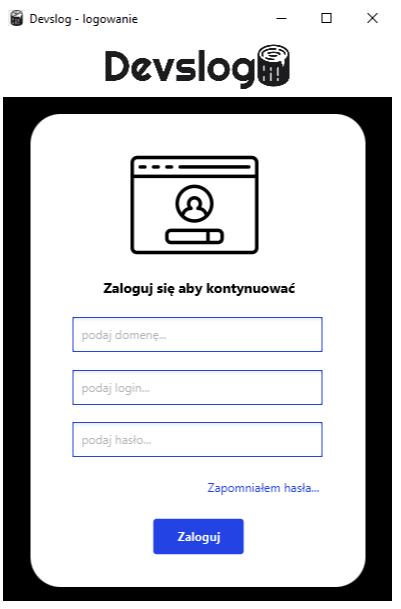 Devslog - logowanie
Devslog
Zaloguj się aby kontynuować
podaj domenę...
podaj login...
podaj hasło...
Zapomniałem hasła...
Zaloguj